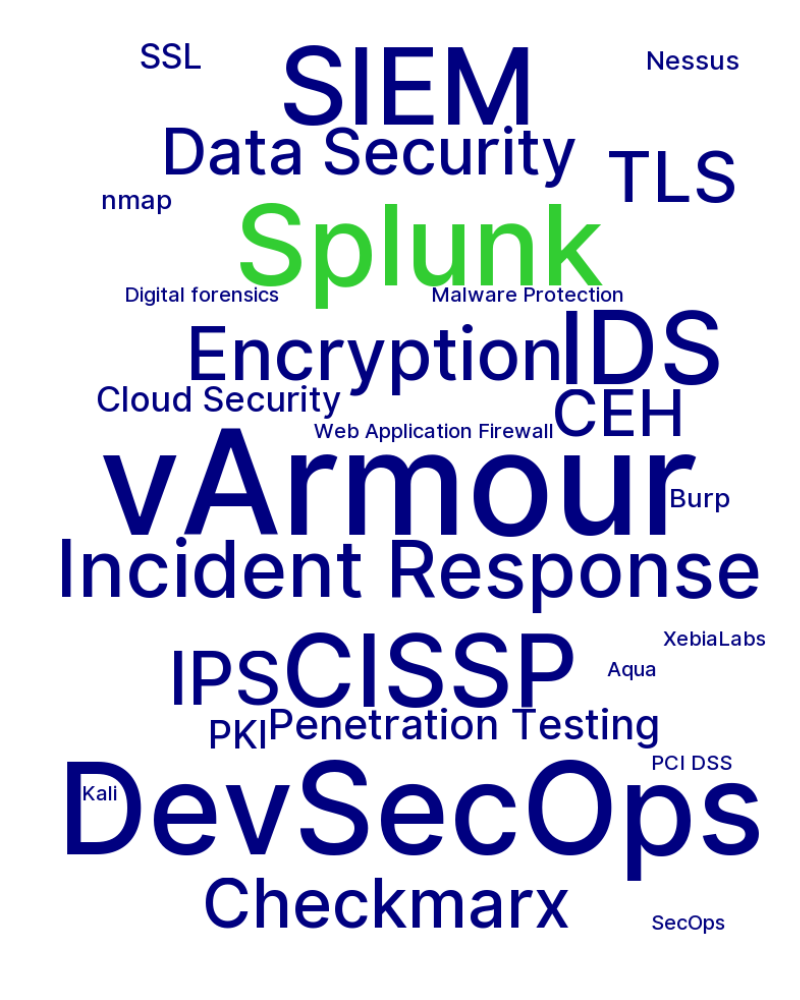 SSL
SIEM
Nessus
Data Security
TLS
nmap
Splunk
Digital forensics
Malware Protection
Encryption
IDS
Cloud Security
CEH
Web Application Firewall
vArmour
Burp
Incident Response
XebiaLabs
IPS
CISSP
Aqua
PKI
Penetration Testing
PCI DSS
Kali
DevSecOps
Checkmarx
SecOps